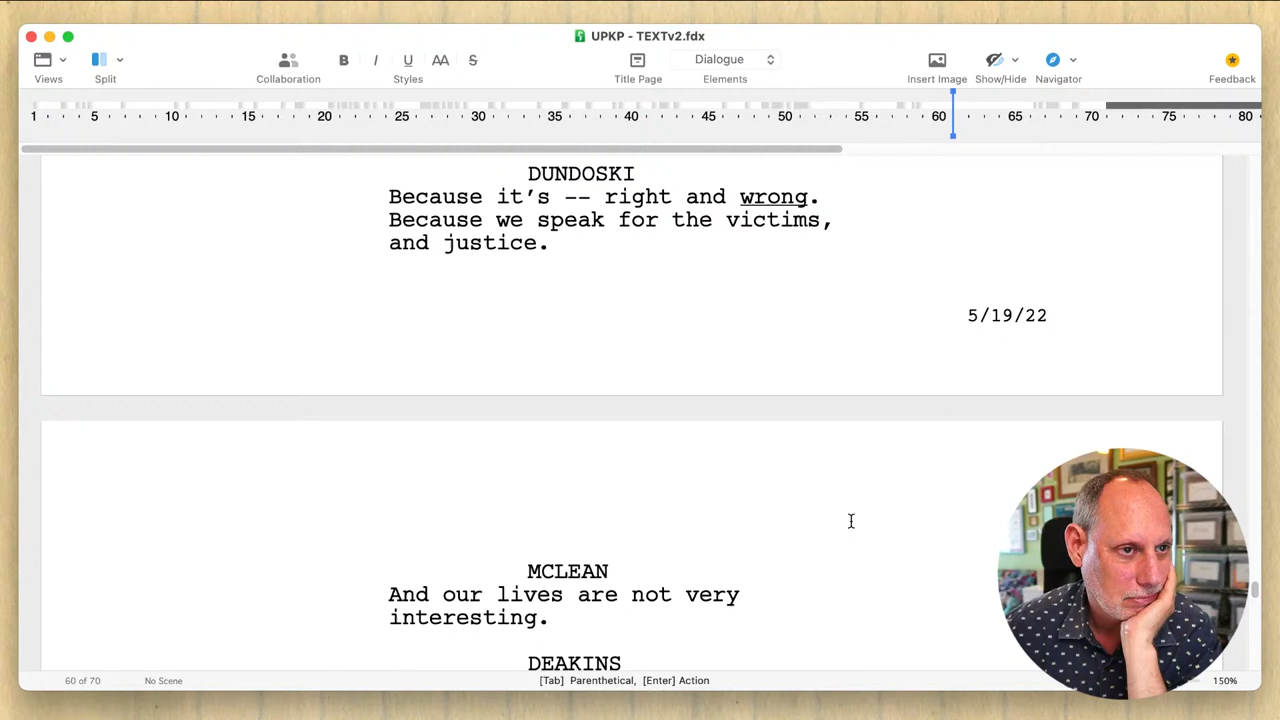 UPKP - TEXTv2.fdx
B I U AA S Dialogue
Views Split Collaboration Styles Title Page Elements Insert Image Show/Hide Navigator Feedback
1 5 10 15 20 25 30 35 40 45 50 55 60 65 70 75 80
DUNDOSKI
Because it’s -- right and wrong.
Because we speak for the victims,
and justice.
5/19/22
MCLEAN
And our lives are not very
interesting.
DEAKINS
60 of 70 No Scene [Tab] Parenthetical, [Enter] Action 150%